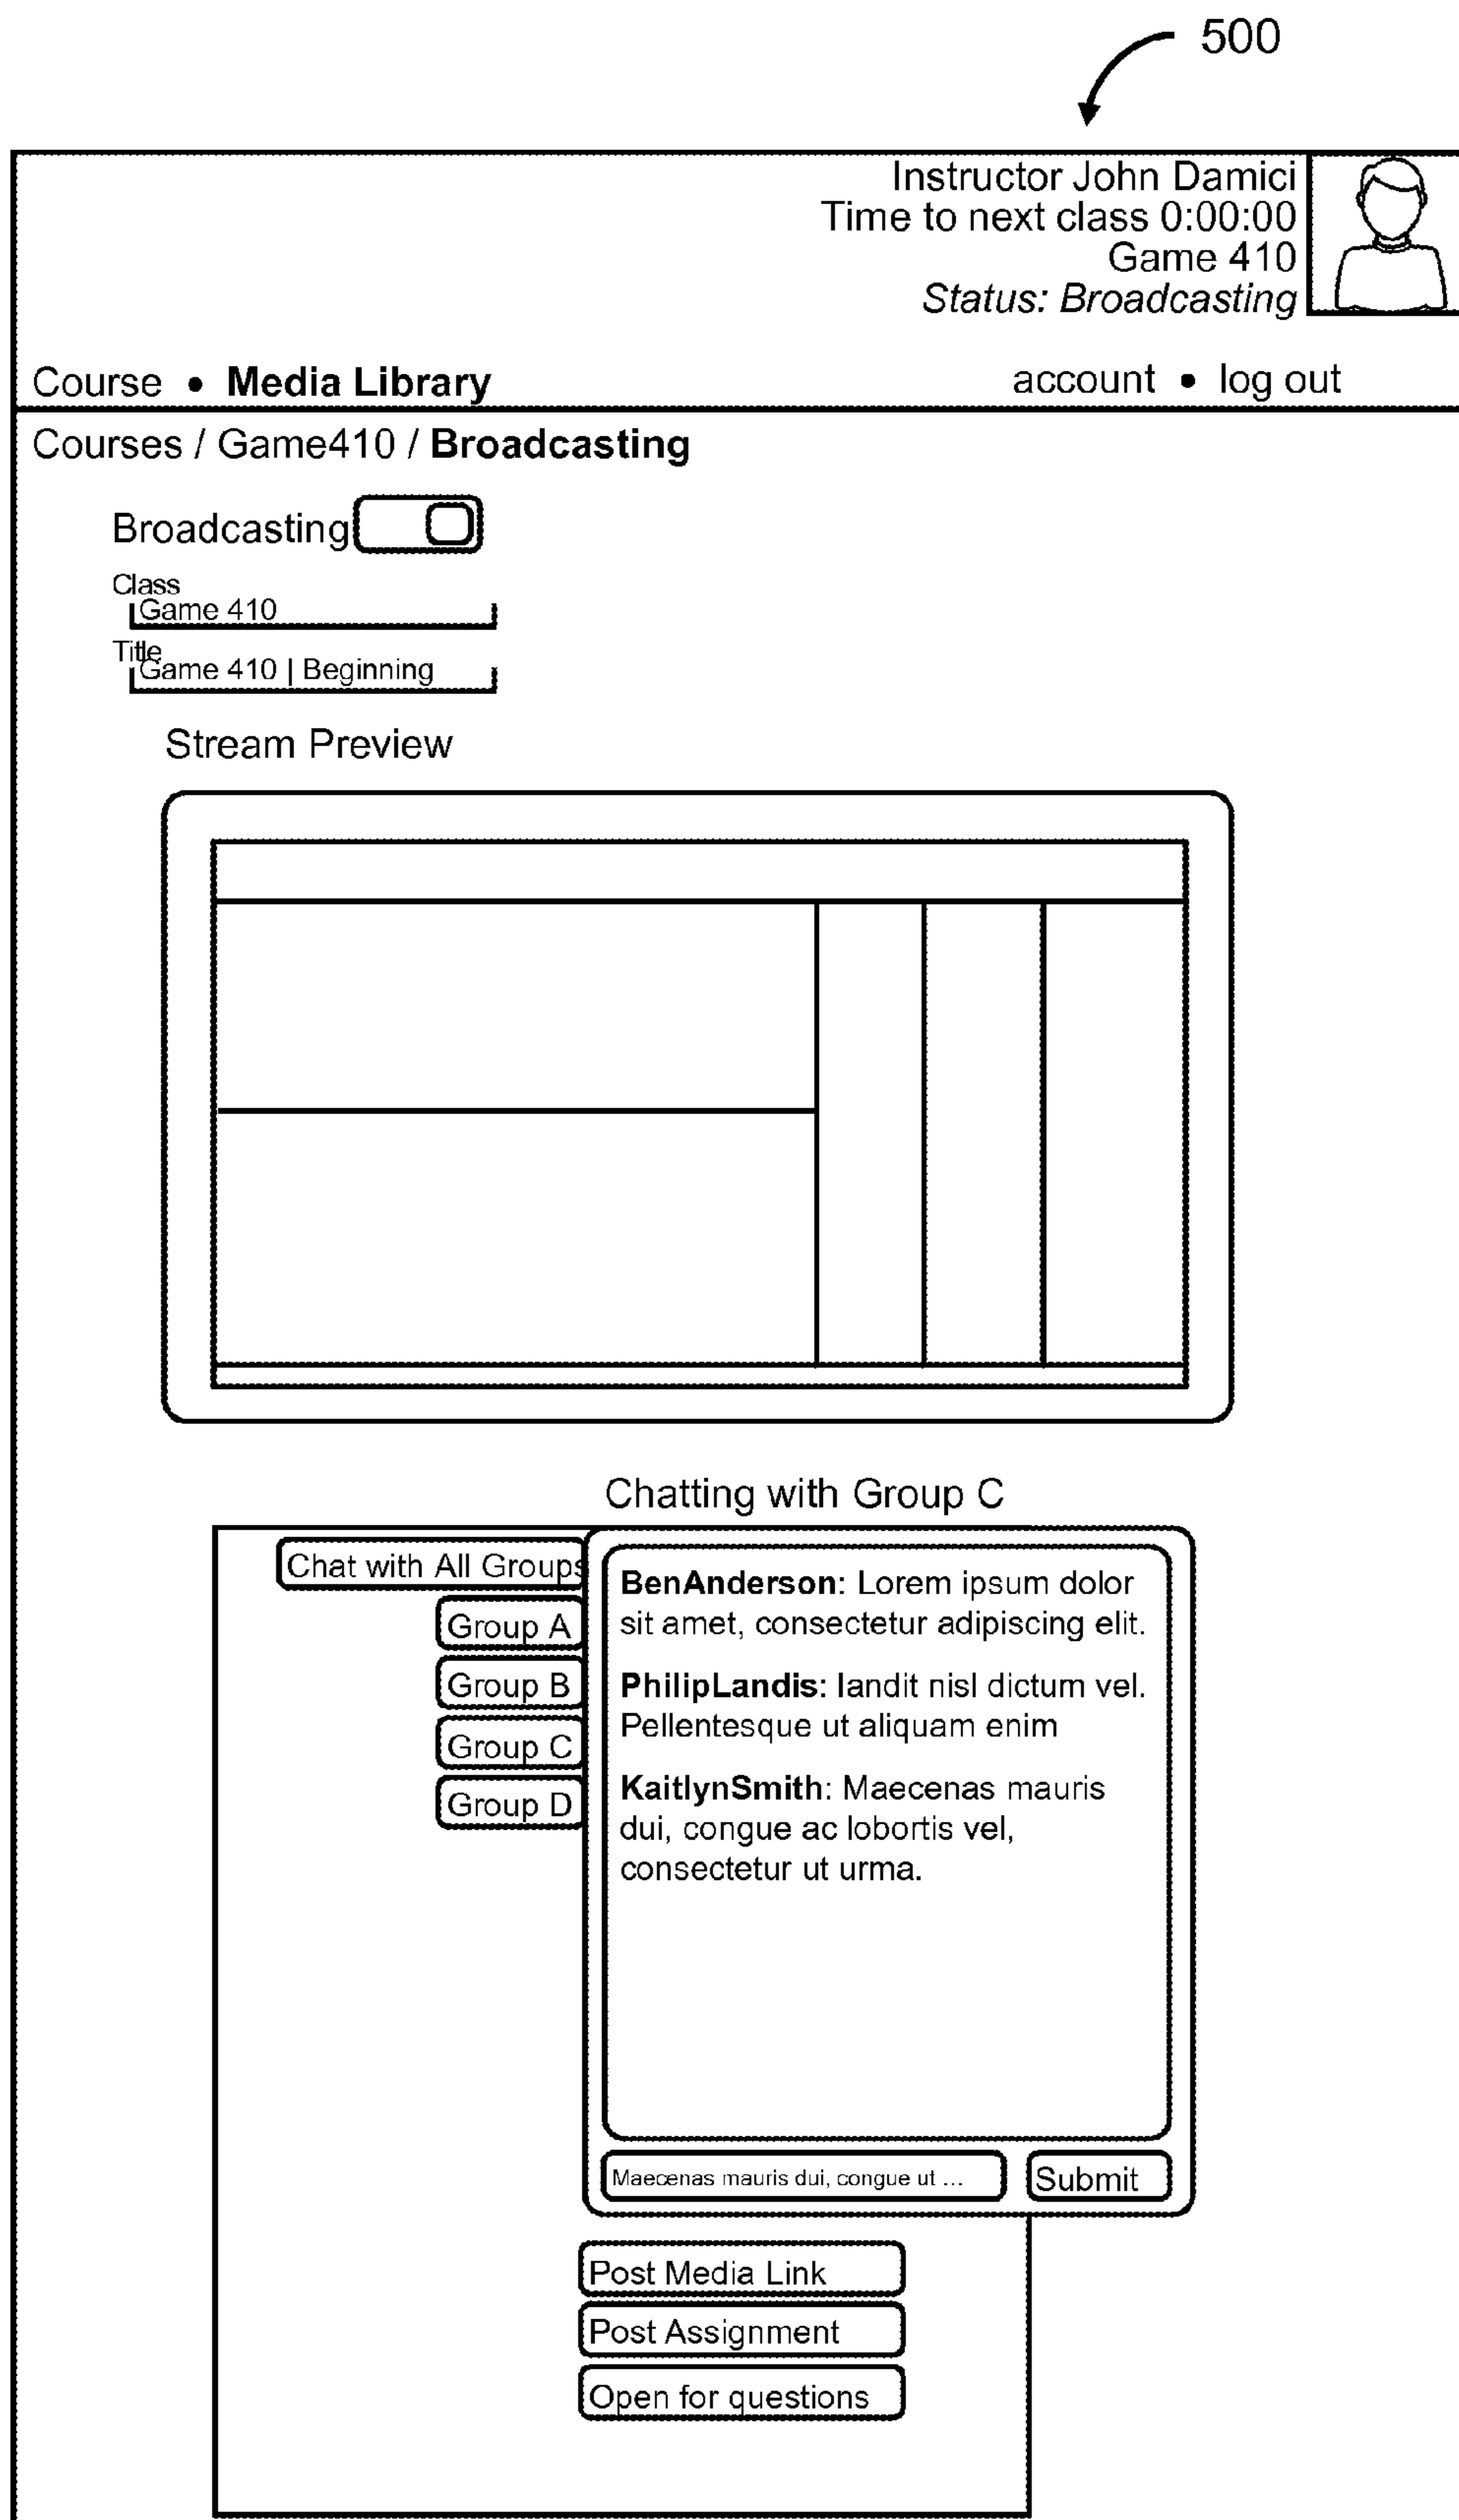 500
Instructor John Damici
Time to next class 0:00:00
Game 410
Status: Broadcasting
Course • Media Library
account • log out
Courses / Game410 / Broadcasting
Broadcasting
Class
Game 410
Title
Game 410 | Beginning
Stream Preview
Chatting with Group C
Chat with All Groups
Group A
Group B
Group C
Group D
BenAnderson: Lorem ipsum dolor
sit amet, consectetur adipiscing elit.
PhilipLandis: landit nisl dictum vel.
Pellentesque ut aliquam enim
KaitlynSmith: Maecenas mauris
dui, congue ac lobortis vel,
consectetur ut urma.
Maecenas mauris dui, congue ut ...
Submit
Post Media Link
Post Assignment
Open for questions